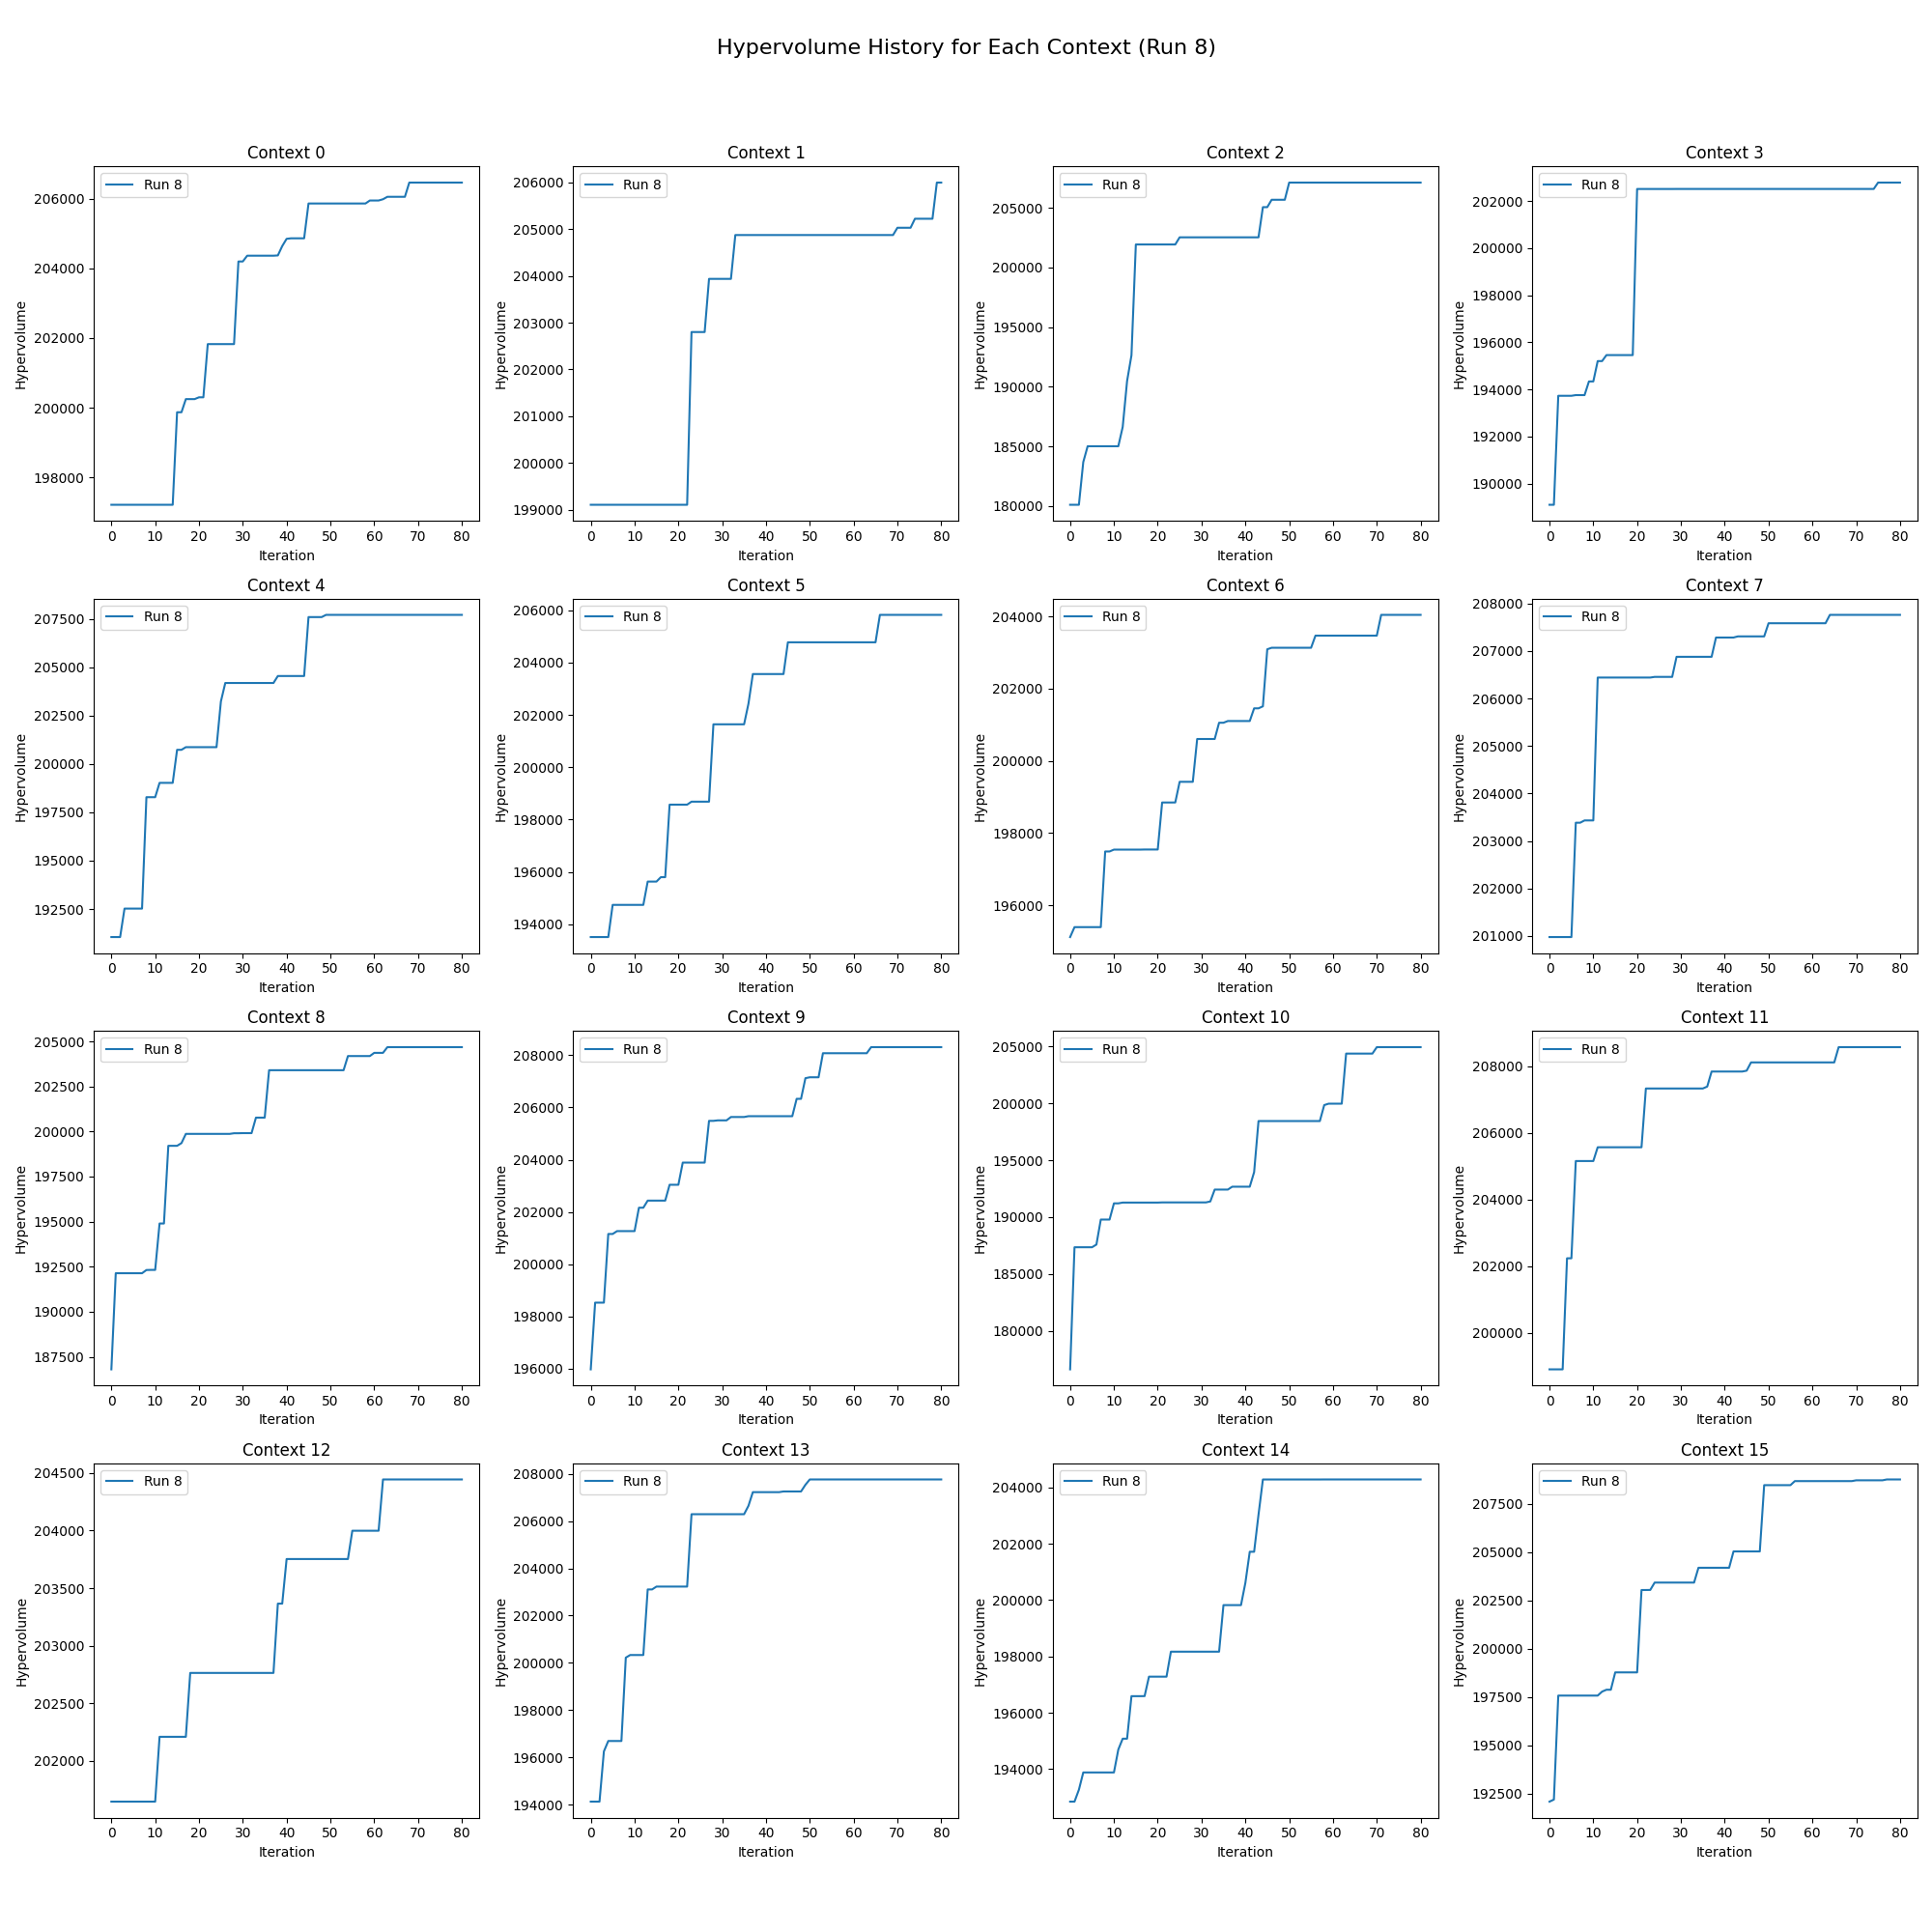 Hypervolume History for Each Context (Run 8)
Context 0
Run 8
Hypervolume
206000
204000
202000
200000
198000
0 10 20 30 40 50 60 70 80
Iteration
Context 1
Run 8
Hypervolume
206000
205000
204000
203000
202000
201000
200000
199000
0 10 20 30 40 50 60 70 80
Iteration
Context 2
Run 8
Hypervolume
205000
200000
195000
190000
185000
180000
0 10 20 30 40 50 60 70 80
Iteration
Context 3
Run 8
Hypervolume
202000
200000
198000
196000
194000
192000
190000
0 10 20 30 40 50 60 70 80
Iteration
Context 4
Run 8
Hypervolume
207500
205000
202500
200000
197500
195000
192500
0 10 20 30 40 50 60 70 80
Iteration
Context 5
Run 8
Hypervolume
206000
204000
202000
200000
198000
196000
194000
0 10 20 30 40 50 60 70 80
Iteration
Context 6
Run 8
Hypervolume
204000
202000
200000
198000
196000
0 10 20 30 40 50 60 70 80
Iteration
Context 7
Run 8
Hypervolume
208000
207000
206000
205000
204000
203000
202000
201000
0 10 20 30 40 50 60 70 80
Iteration
Context 8
Run 8
Hypervolume
205000
202500
200000
197500
195000
192500
190000
187500
0 10 20 30 40 50 60 70 80
Iteration
Context 9
Run 8
Hypervolume
208000
206000
204000
202000
200000
198000
196000
0 10 20 30 40 50 60 70 80
Iteration
Context 10
Run 8
Hypervolume
205000
200000
195000
190000
185000
180000
0 10 20 30 40 50 60 70 80
Iteration
Context 11
Run 8
Hypervolume
208000
206000
204000
202000
200000
0 10 20 30 40 50 60 70 80
Iteration
Context 12
Run 8
Hypervolume
204500
204000
203500
203000
202500
202000
0 10 20 30 40 50 60 70 80
Iteration
Context 13
Run 8
Hypervolume
208000
206000
204000
202000
200000
198000
196000
194000
0 10 20 30 40 50 60 70 80
Iteration
Context 14
Run 8
Hypervolume
204000
202000
200000
198000
196000
194000
0 10 20 30 40 50 60 70 80
Iteration
Context 15
Run 8
Hypervolume
207500
205000
202500
200000
197500
195000
192500
0 10 20 30 40 50 60 70 80
Iteration